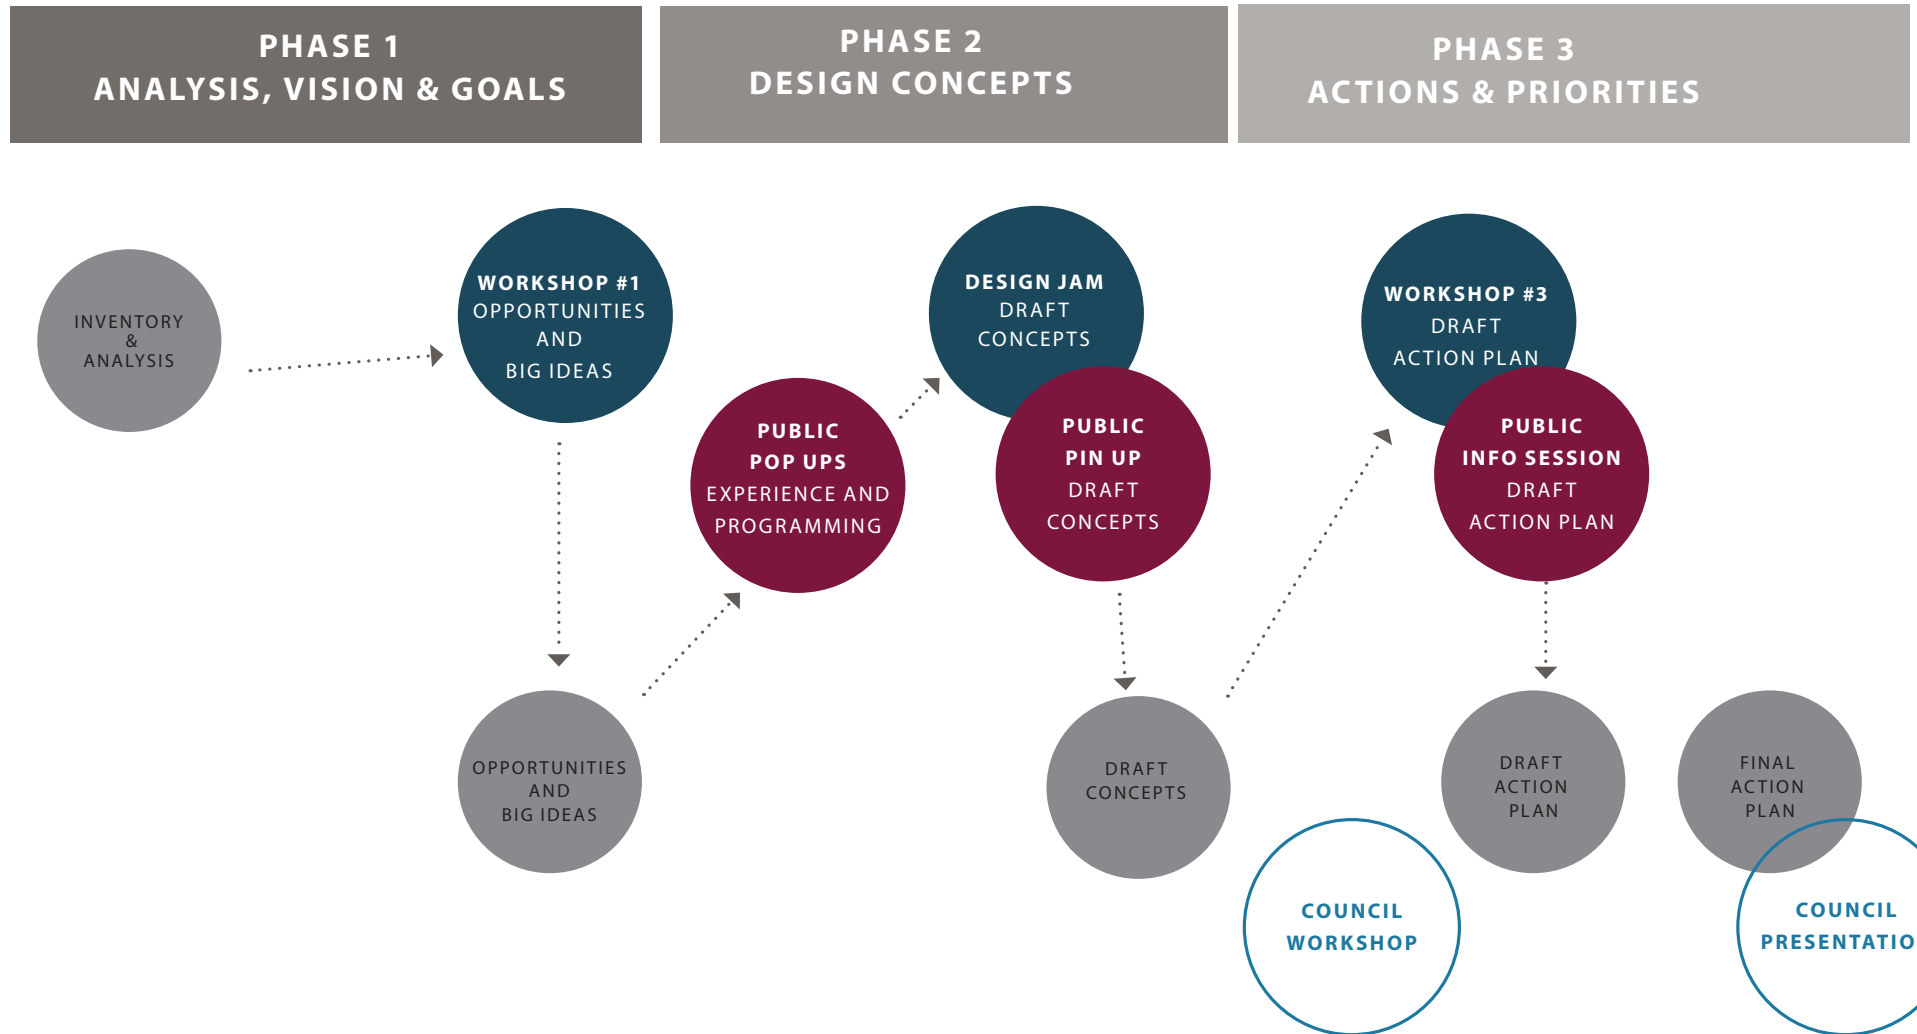 PHASE 1
ANALYSIS, VISION & GOALS
PHASE 2
DESIGN CONCEPTS
PHASE 3
ACTIONS & PRIORITIES
INVENTORY
&
ANALYSIS
WORKSHOP #1
OPPORTUNITIES
AND
BIG IDEAS
OPPORTUNITIES
AND
BIG IDEAS
PUBLIC
POP UPS
EXPERIENCE AND
PROGRAMMING
DESIGN JAM
DRAFT
CONCEPTS
PUBLIC
PIN UP
DRAFT
CONCEPTS
DRAFT
CONCEPTS
WORKSHOP #3
DRAFT
ACTION PLAN
PUBLIC
INFO SESSION
DRAFT
ACTION PLAN
DRAFT
ACTION
PLAN
FINAL
ACTION
PLAN
COUNCIL
WORKSHOP
COUNCIL
PRESENTATIO